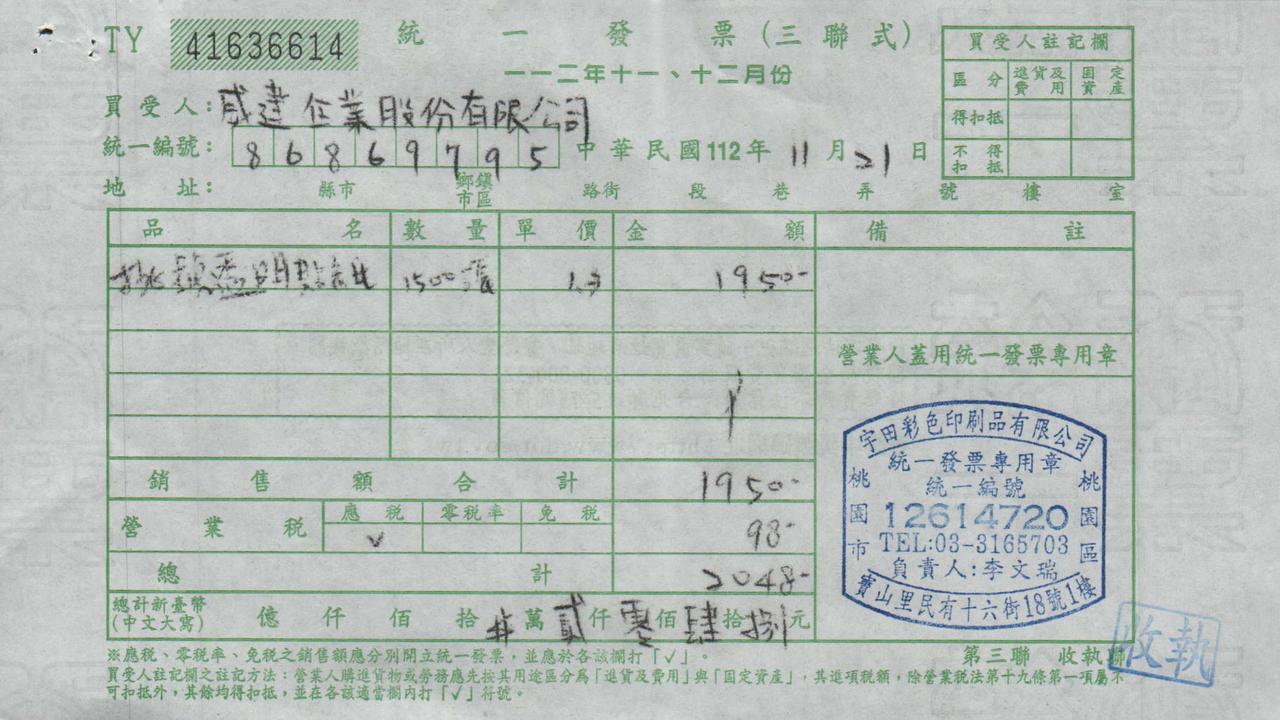 TY 41636614 統一發票(三聯式)
一一二年十一、十二月份
買受人註記欄
區分 進貨及費用 固定資產
得扣抵
不得扣抵
買受人:威建企業股份有限公司
統一編號: 86869795 中華民國112年11月21日
地址: 縣市 鄉鎮市區 路街 段 巷 弄 號 樓 室
品名 數量 單價 金額 備註
1500張 1.3 1950-
營業人蓋用統一發票專用章
銷售額合計 1950-
營業稅 應稅 零稅率 免稅
✓ 98-
總計 2048-
總計新臺幣(中文大寫) 億 仟 佰 拾 # 萬 貳 仟 零 佰 肆 拾 捌 元
宇田彩色印刷品有限公司
統一發票專用章
統一編號
12614720
TEL:03-3165703
負責人:李文瑞
桃園市 桃園區
寶山里民有十六街18號1樓
※應稅、零稅率、免稅之銷售額應分別開立統一發票,並應於各該欄打「✓」。
第三聯 收執聯
收執
買受人註記欄之註記方法:營業人購進貨物或勞務應先按其用途區分為「進貨及費用」與「固定資產」,其進項稅額,除營業稅法第十九條第一項屬不
可扣抵外,其餘均得扣抵,並在各該適當欄內打「✓」符號。